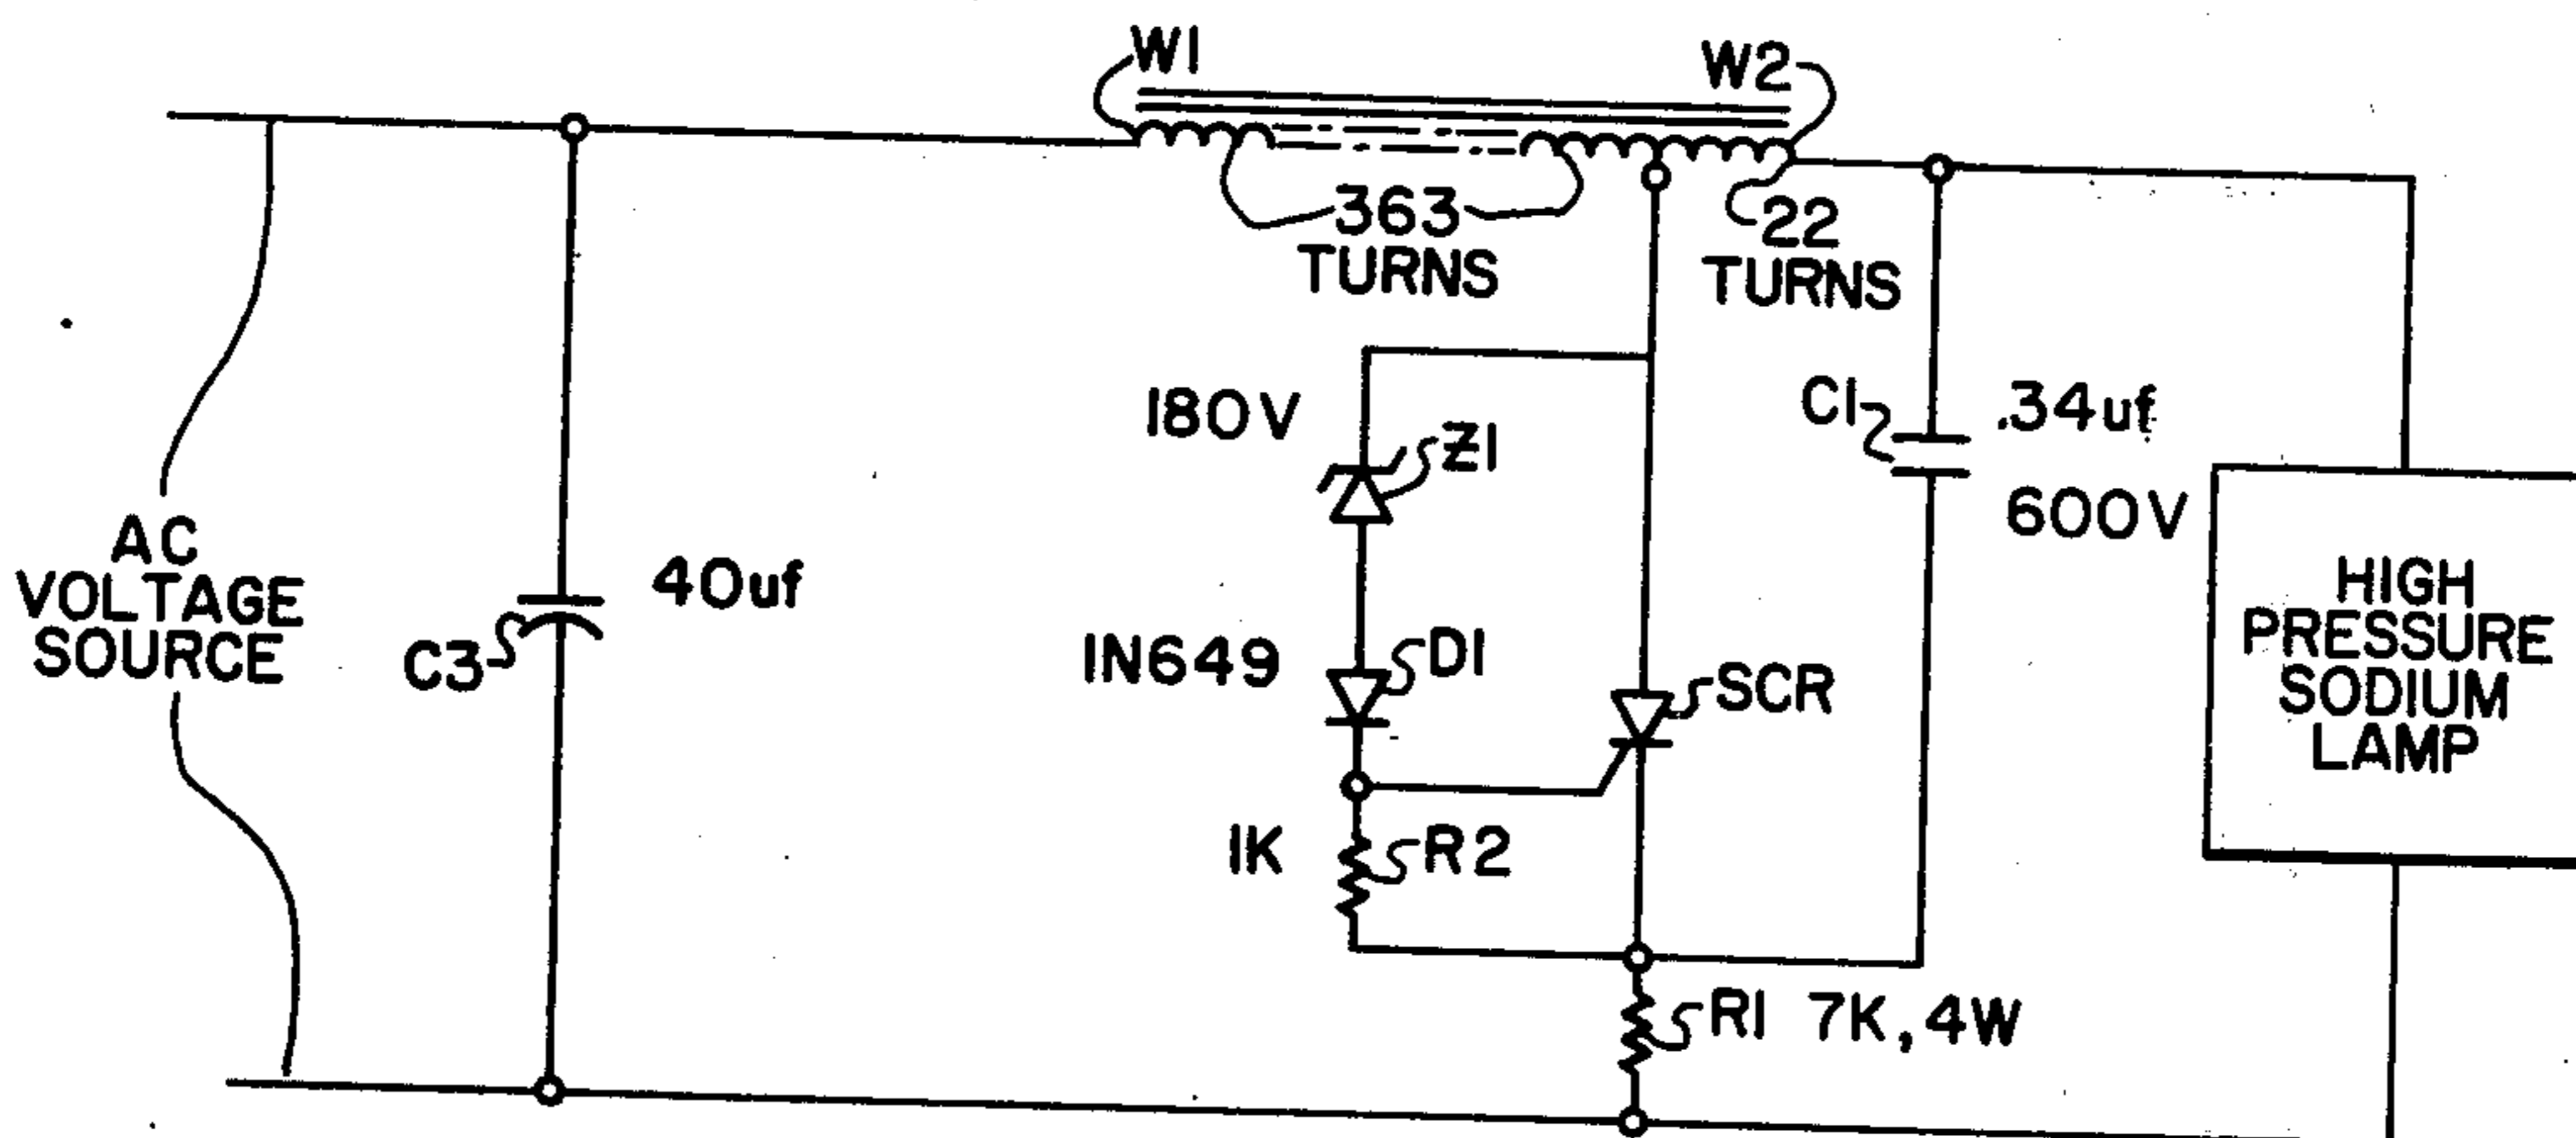 W1
W2
363
TURNS
22
TURNS
180V
Z1
C1
.34uf
600V
AC
VOLTAGE
SOURCE
40uf
C3
1N649
D1
SCR
HIGH
PRESSURE
SODIUM
LAMP
1K
R2
R1
7K, 4W